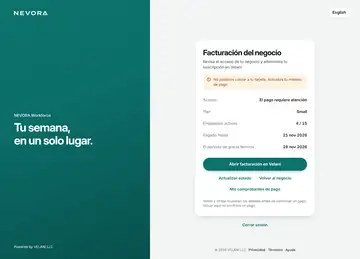 NEVORA
English
NEVORA Workforce
Tu semana,
en un solo lugar.
Powered by VELANI LLC
Facturación del negocio
Revisa el acceso de tu negocio y administra tu
suscripción en Velani.
No pudimos cobrar a tu tarjeta. Actualiza tu método
de pago.
Acceso
El pago requiere atención
Plan
Small
Empleados activos
4 / 15
Pagado hasta
21 nov 2026
El período de gracia termina
28 nov 2026
Abrir facturación en Velani
Actualizar estado
Volver al negocio
Mis comprobantes de pago
Cerrar sesión
© 2026 VELANI LLC
Privacidad
Términos
Ayuda